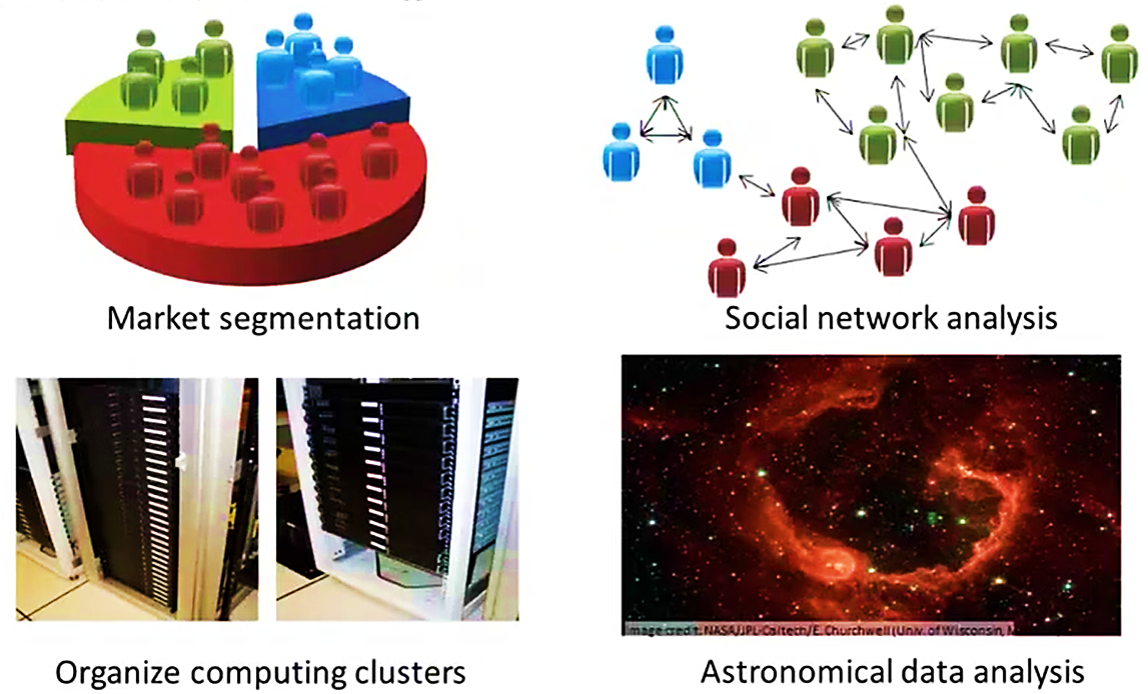 Market segmentation
Social network analysis
Image credit: NASA/JPL-Caltech/E. Churchwell (Univ. of Wisconsin,
Organize computing clusters
Astronomical data analysis